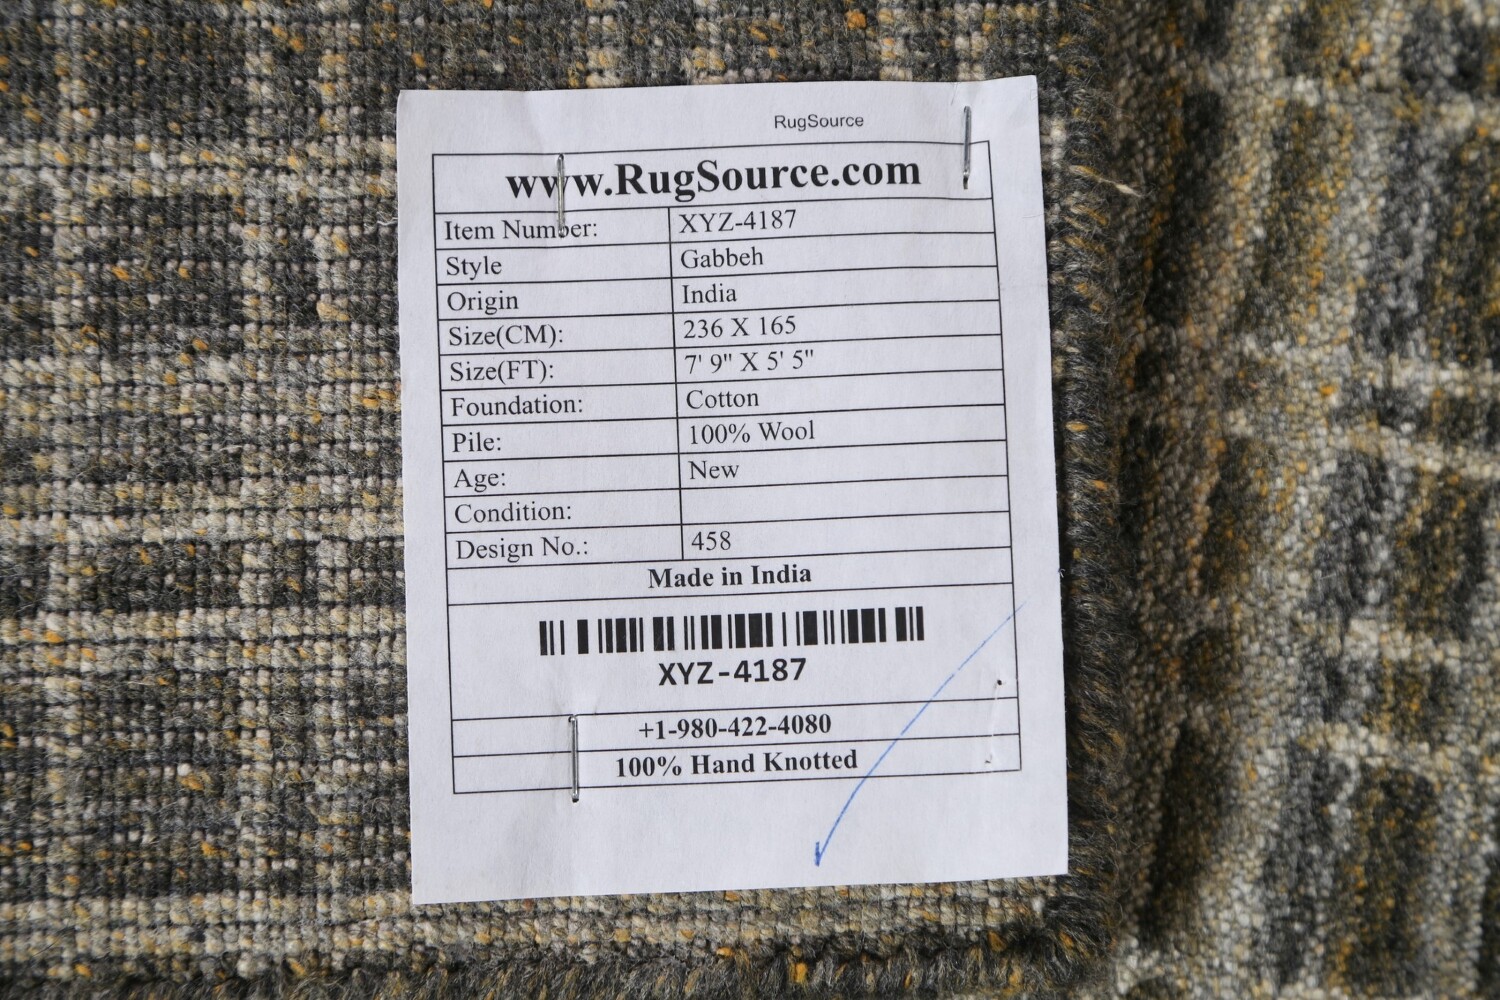 RugSource
www.RugSource.com
Item Number: XYZ-4187
Style Gabbeh
Origin India
Size(CM): 236 X 165
Size(FT): 7' 9" X 5' 5"
Foundation: Cotton
Pile: 100% Wool
Age: New
Condition:
Design No.: 458
Made in India
XYZ-4187
+1-980-422-4080
100% Hand Knotted